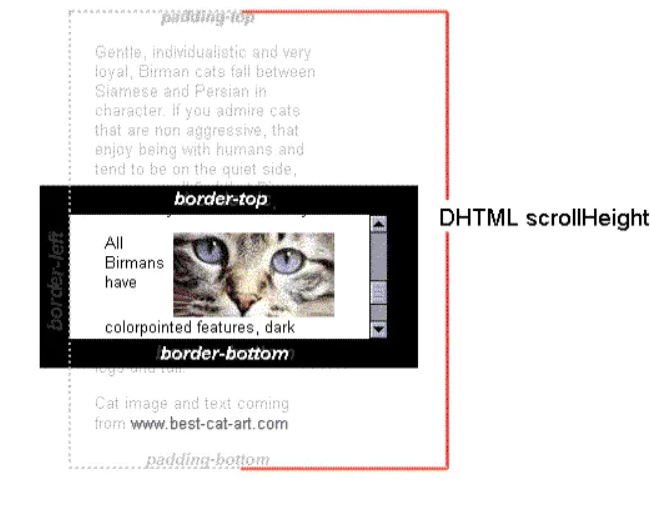 padding-top
Gentle, individualistic and very
loyal, Birman cats fall between
Siamese and Persian in
character. If you admire cats
that are non aggressive, that
enjoy being with humans and
tend to be on the quiet side,
border-top
DHTML scrollHeight
border-left
All
Birmans
have
colorpointed features, dark
border-bottom
Cat image and text coming
from www.best-cat-art.com
padding-bottom